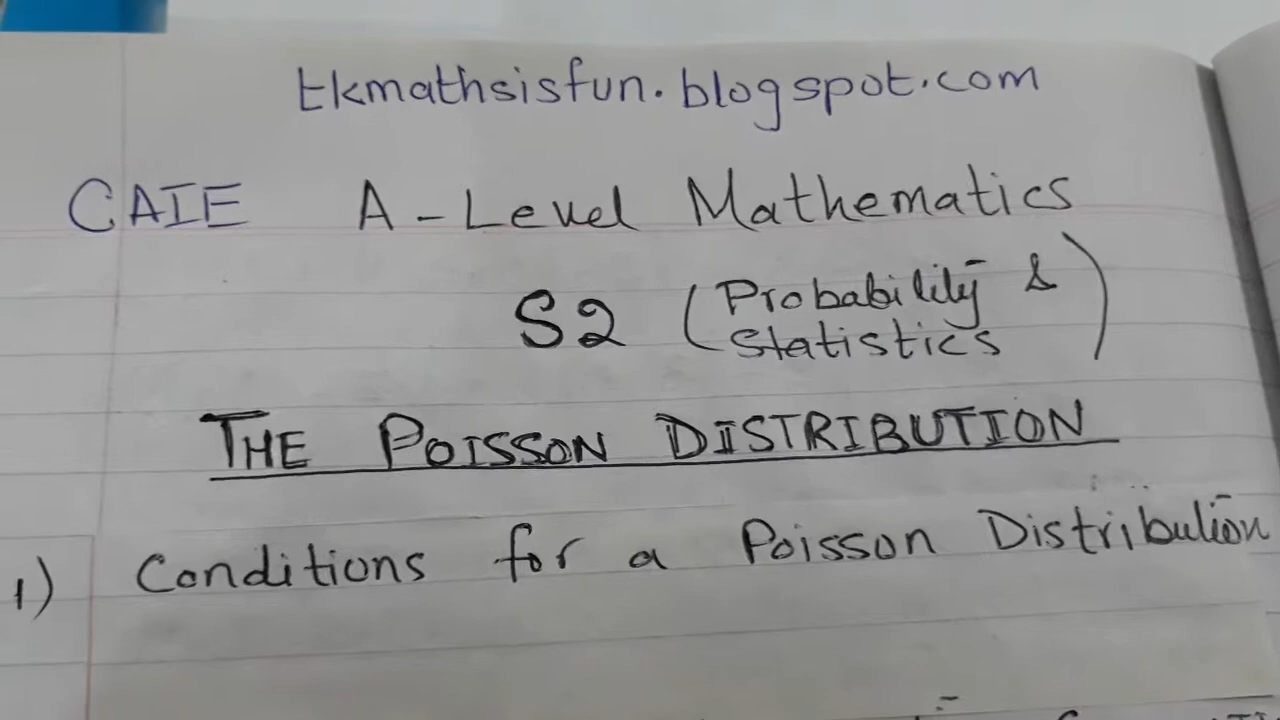 tkmathsisfun.blogspot.com
CAIE A-Level Mathematics
S2 (Probability &
Statistics)
THE POISSON DISTRIBUTION
1) Conditions for a Poisson Distribution